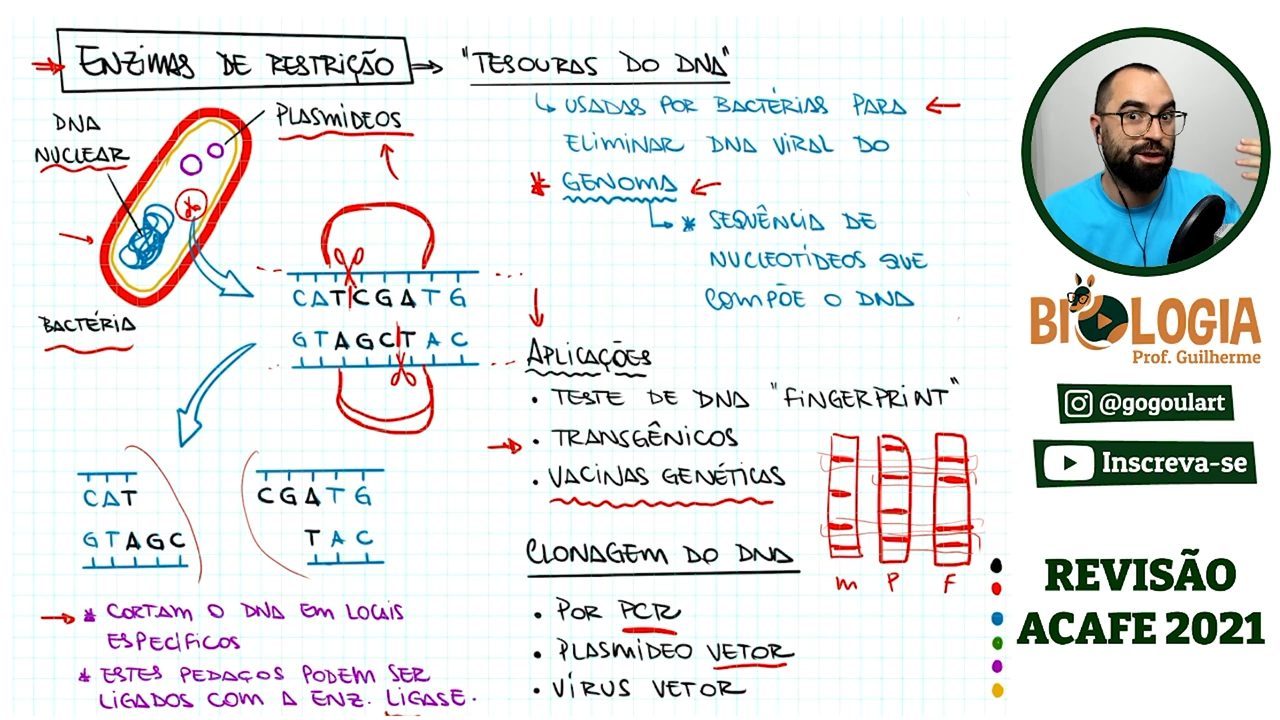 ENZIMAS DE RESTRIÇÃO
"TESOURAS DO DNA"
USADAS POR BACTÉRIAS PARA
ELIMINAR DNA VIRAL DO
* GENOMA
* SEQUÊNCIA DE
NUCLEOTÍDEOS QUE
COMPÕE O DNA
DNA
NUCLEAR
PLASMÍDEOS
BACTÉRIA
CATCGATG
GTAGCTAC
CAT
GTAGC
CGATG
TAC
* CORTAM O DNA EM LOCAIS
ESPECÍFICOS
* ESTES PEDAÇOS PODEM SER
LIGADOS COM A ENZ. LIGASE.
APLICAÇÕES
• TESTE DE DNA "FINGERPRINT"
• TRANSGÊNICOS
• VACINAS GENÉTICAS
m P F
CLONAGEM DO DNA
• POR PCR
• PLASMÍDEO VETOR
• VÍRUS VETOR
BIOLOGIA
Prof. Guilherme
@gogoulart
Inscreva-se
REVISÃO
ACAFE 2021